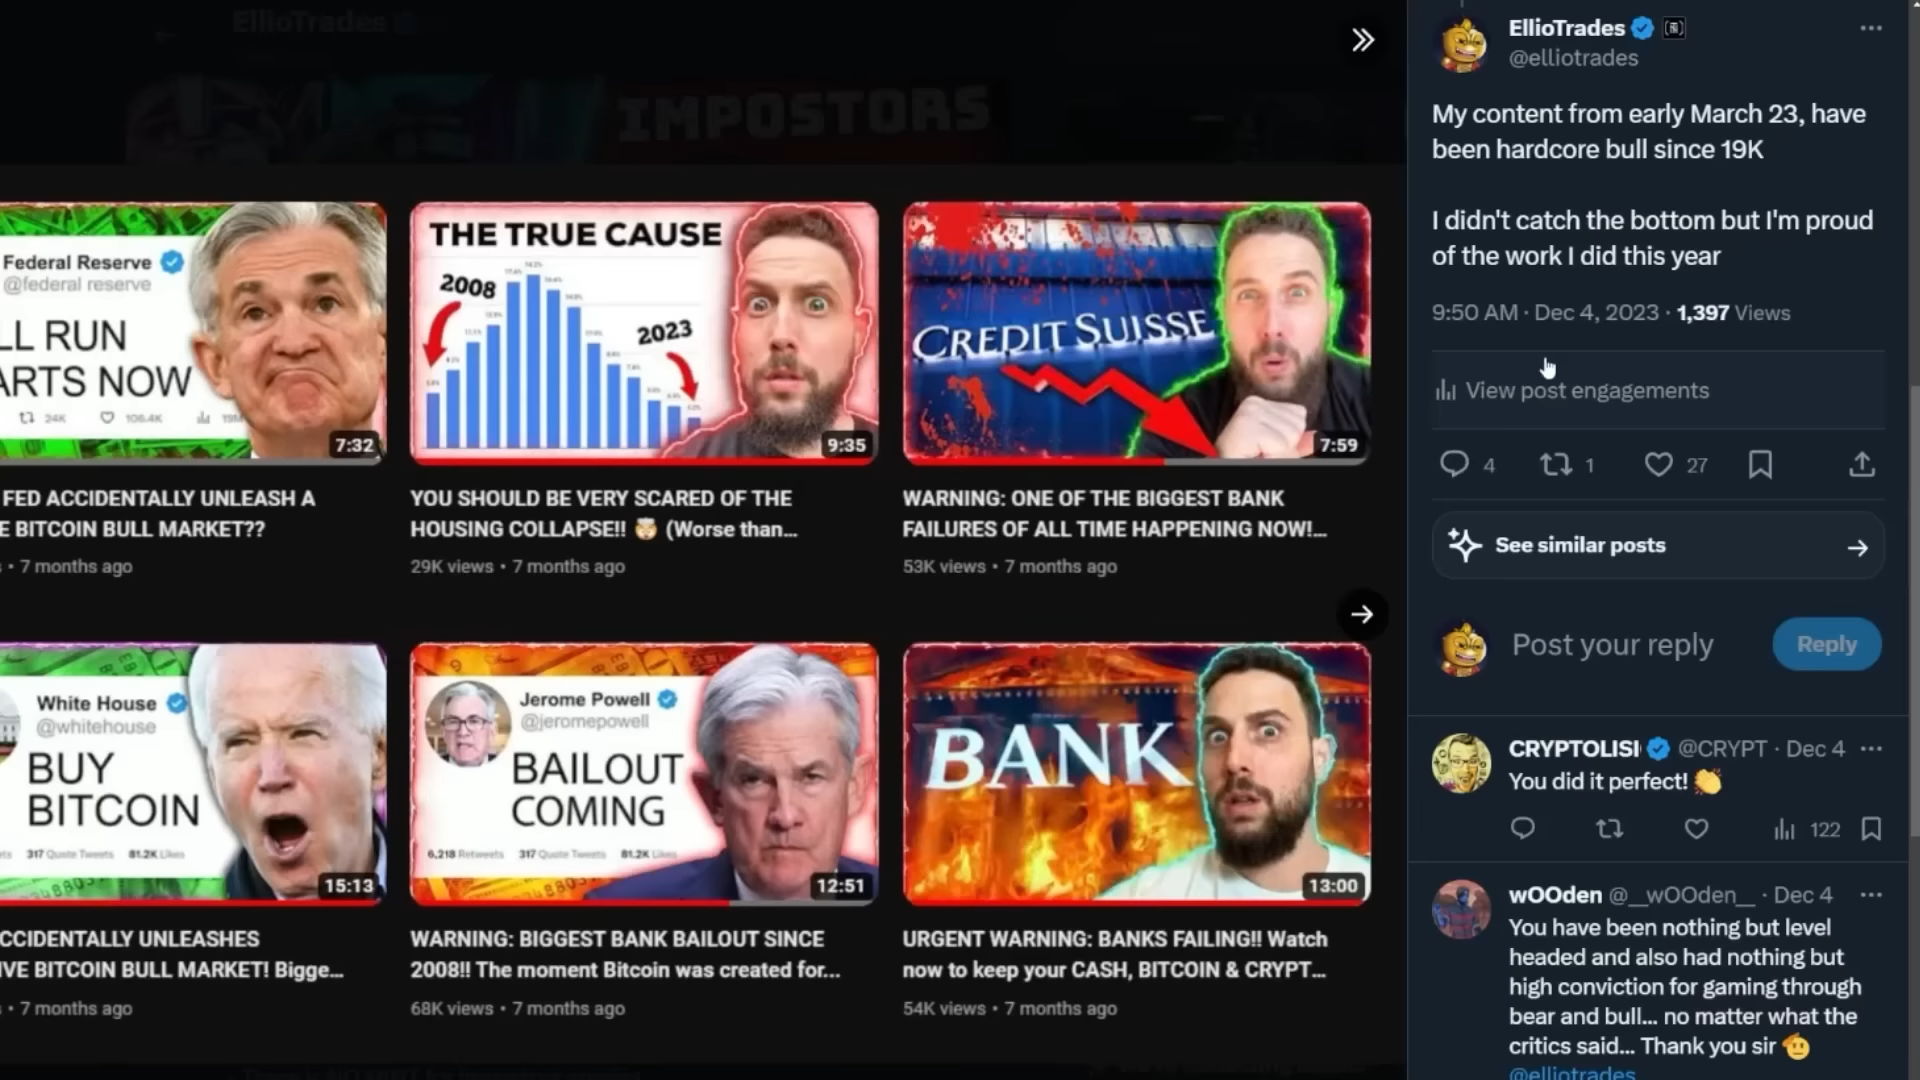 EllioTrades
IMPOSTORS
Federal Reserve
@federal reserve
LL RUN
ARTS NOW
24K 106.4K
7:32
FED ACCIDENTALLY UNLEASH A
E BITCOIN BULL MARKET??
• 7 months ago
THE TRUE CAUSE
2008
2023
9:35
YOU SHOULD BE VERY SCARED OF THE
HOUSING COLLAPSE!! 🤯 (Worse than...
29K views • 7 months ago
CREDIT SUISSE
7:59
WARNING: ONE OF THE BIGGEST BANK
FAILURES OF ALL TIME HAPPENING NOW!...
53K views • 7 months ago
White House
@whitehouse
BUY
BITCOIN
317 Quote Tweets 81.2K Likes
15:13
CCIDENTALLY UNLEASHES
IVE BITCOIN BULL MARKET! Bigge...
• 7 months ago
Jerome Powell
@jeromepowell
BAILOUT
COMING
6,218 Retweets 317 Quote Tweets 81.2K Likes
12:51
WARNING: BIGGEST BANK BAILOUT SINCE
2008!! The moment Bitcoin was created for...
68K views • 7 months ago
BANK
13:00
URGENT WARNING: BANKS FAILING!! Watch
now to keep your CASH, BITCOIN & CRYPT...
54K views • 7 months ago
EllioTrades
@elliotrades
My content from early March 23, have
been hardcore bull since 19K
I didn't catch the bottom but I'm proud
of the work I did this year
9:50 AM · Dec 4, 2023 · 1,397 Views
View post engagements
4 1 27
See similar posts
Post your reply
Reply
CRYPTOLISI @CRYPT · Dec 4
You did it perfect! 👏
122
wOOden @__wOOden__ · Dec 4
You have been nothing but level
headed and also had nothing but
high conviction for gaming through
bear and bull... no matter what the
critics said... Thank you sir 🫡
@elliotrades